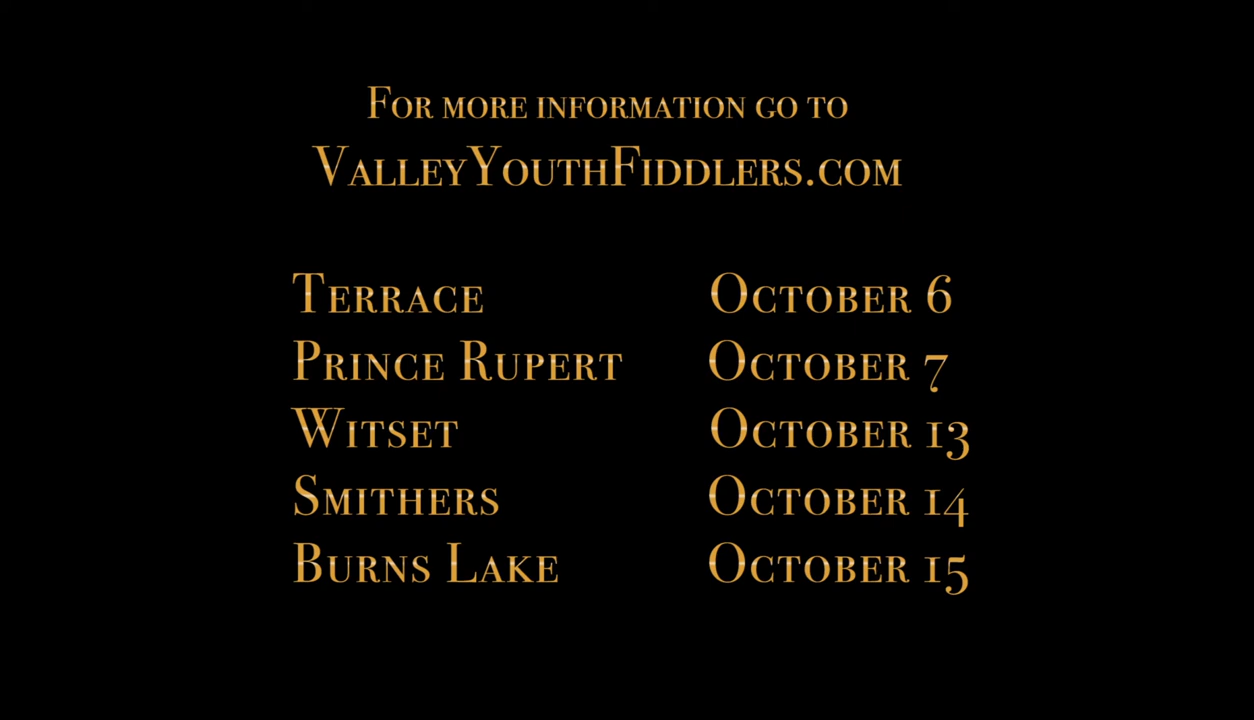 For more information go to
ValleyYouthFiddlers.com
Terrace October 6
Prince Rupert October 7
Witset October 13
Smithers October 14
Burns Lake October 15